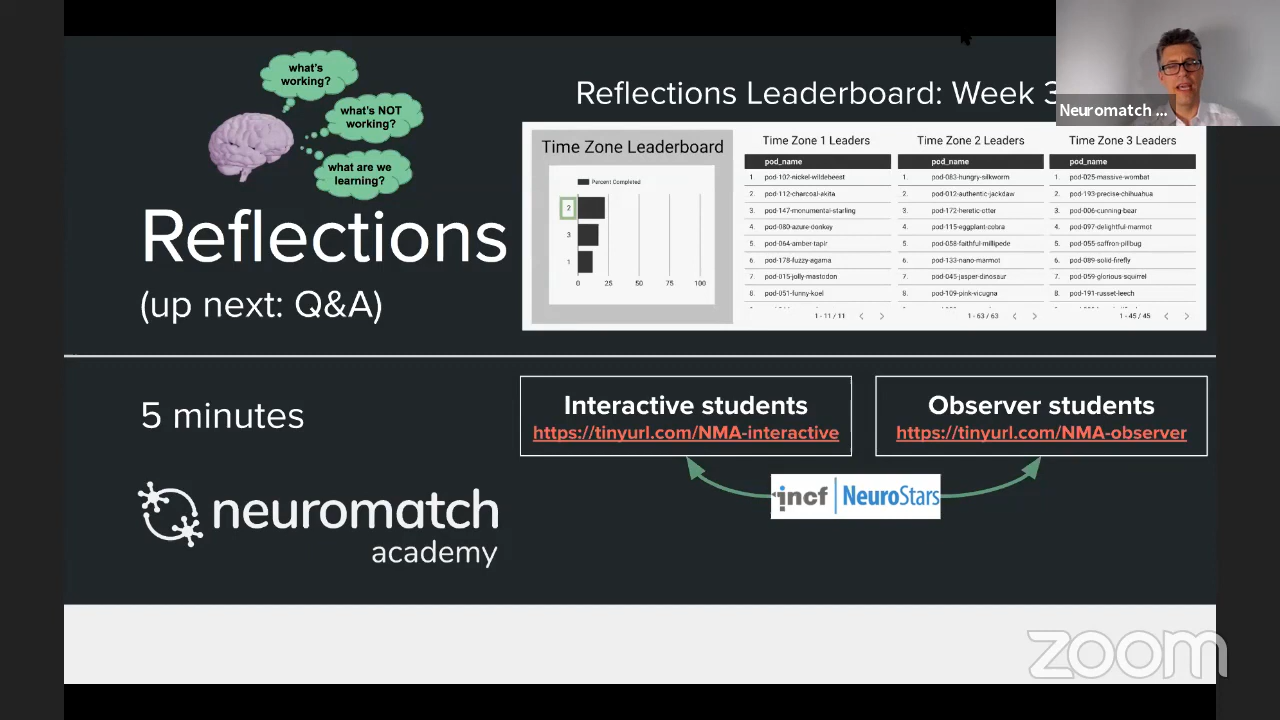 what's
working?
what's NOT
working?
what are we
learning?
Reflections
(up next: Q&A)
Reflections Leaderboard: Week 3
Neuromatch ...
Time Zone Leaderboard
Percent Completed
2
3
1
0 25 50 75 100
Time Zone 1 Leaders
pod_name
1. pod-102-nickel-wildebeest
2. pod-112-charcoal-akita
3. pod-147-monumental-starling
4. pod-080-azure-donkey
5. pod-064-amber-tapir
6. pod-178-fuzzy-agama
7. pod-015-jolly-mastodon
8. pod-051-funny-koel
1 - 11 / 11 < >
Time Zone 2 Leaders
pod_name
1. pod-083-hungry-silkworm
2. pod-012-authentic-jackdaw
3. pod-172-heretic-otter
4. pod-115-eggplant-cobra
5. pod-058-faithful-millipede
6. pod-133-nano-marmot
7. pod-045-jasper-dinosaur
8. pod-109-pink-vicugna
1 - 63 / 63 < >
Time Zone 3 Leaders
pod_name
1. pod-025-massive-wombat
2. pod-193-precise-chihuahua
3. pod-006-cunning-bear
4. pod-097-delightful-marmot
5. pod-055-saffron-pillbug
6. pod-089-solid-firefly
7. pod-059-glorious-squirrel
8. pod-191-russet-leech
1 - 45 / 45 < >
5 minutes
Interactive students
https://tinyurl.com/NMA-interactive
Observer students
https://tinyurl.com/NMA-observer
incf NeuroStars
neuromatch
academy
zoom